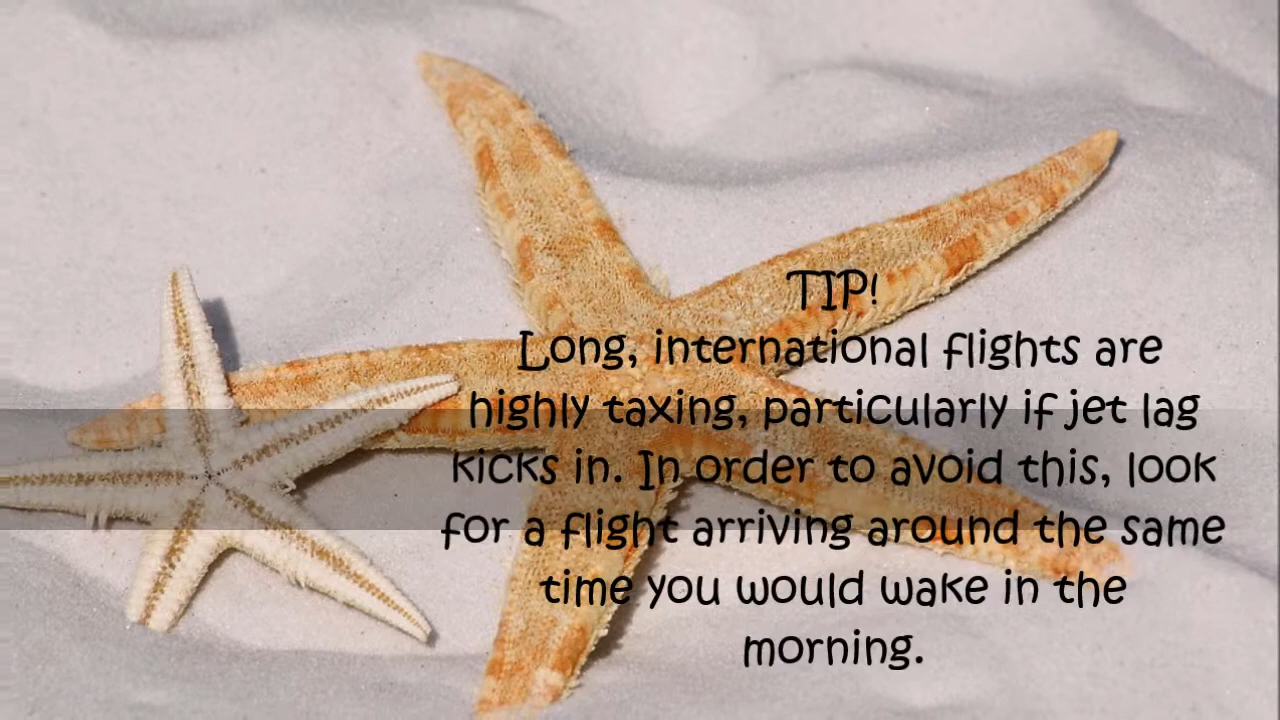 TIP!
Long, international flights are
highly taxing, particularly if jet lag
kicks in. In order to avoid this, look
for a flight arriving around the same
time you would wake in the
morning.